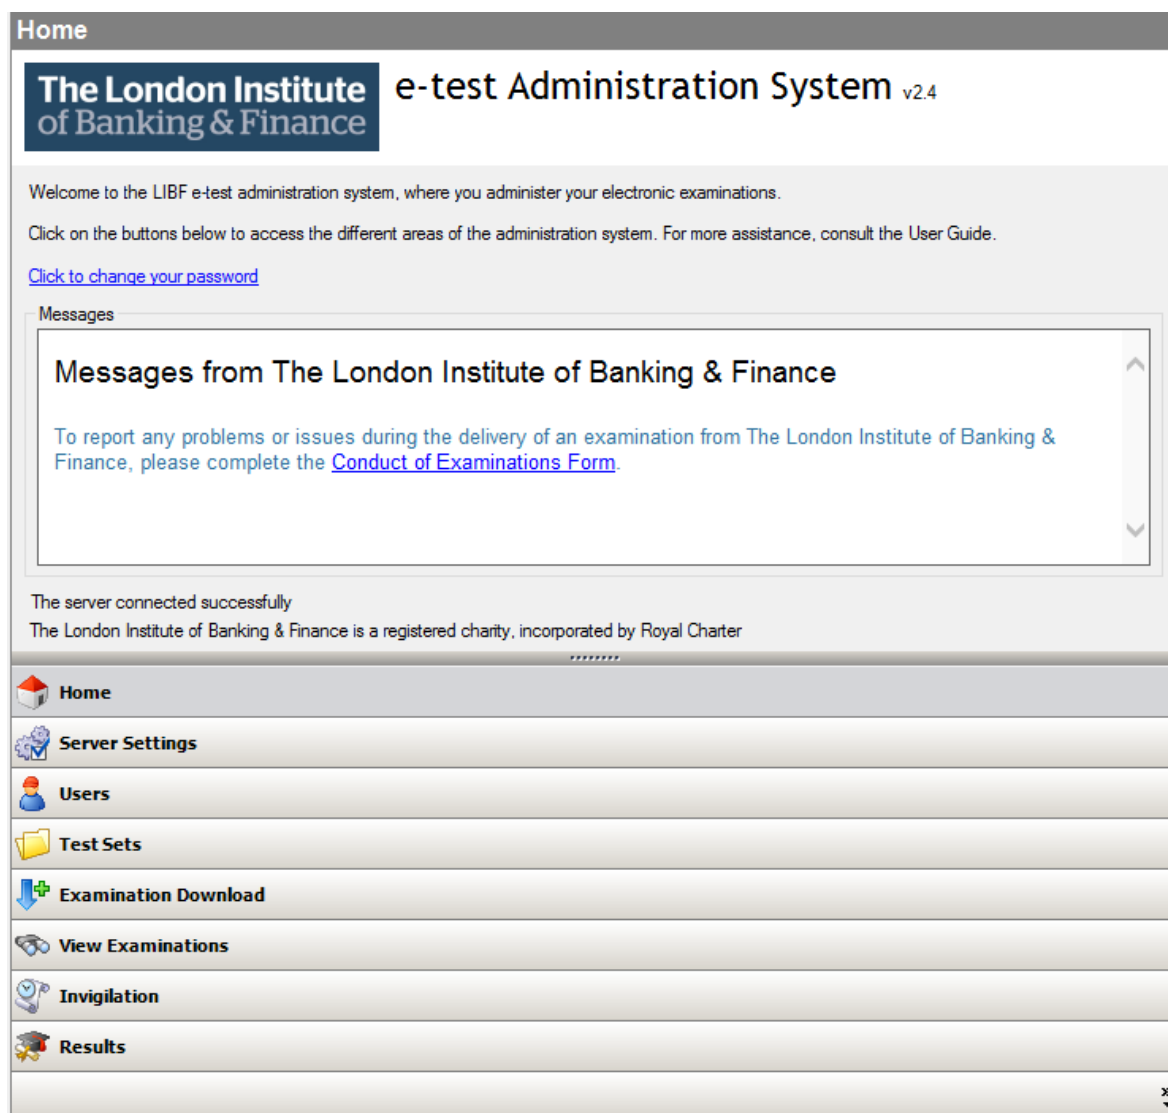 Home
The London Institute
of Banking & Finance
e-test Administration System v2.4
Welcome to the LIBF e-test administration system, where you administer your electronic examinations.
Click on the buttons below to access the different areas of the administration system. For more assistance, consult the User Guide.
Click to change your password
Messages
Messages from The London Institute of Banking & Finance
To report any problems or issues during the delivery of an examination from The London Institute of Banking &
Finance, please complete the Conduct of Examinations Form.
The server connected successfully
The London Institute of Banking & Finance is a registered charity, incorporated by Royal Charter
Home
Server Settings
Users
Test Sets
Examination Download
View Examinations
Invigilation
Results